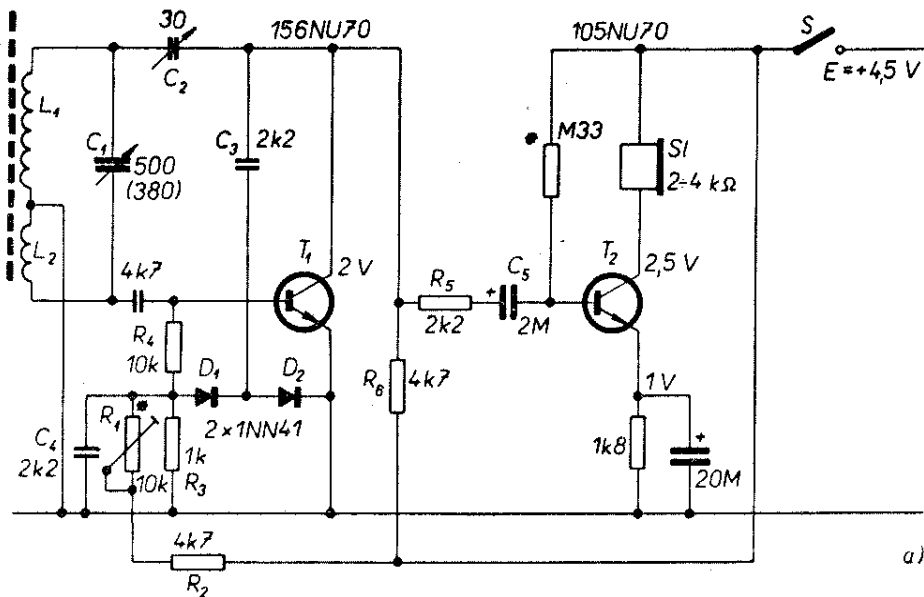 30
156NU70
105NU70
S
C2
E=+4,5 V
L1
C1
C3
2k2
M33
500
(380)
Sl
2÷4 kΩ
L2
T1
2 V
T2
2,5 V
4k7
R5
C5
2k2
2M
R4
10k
D1
D2
R6
4k7
1 V
R1
2×1NN41
C4
2k2
1k
10k
R3
1k8
20M
4k7
R2
a)